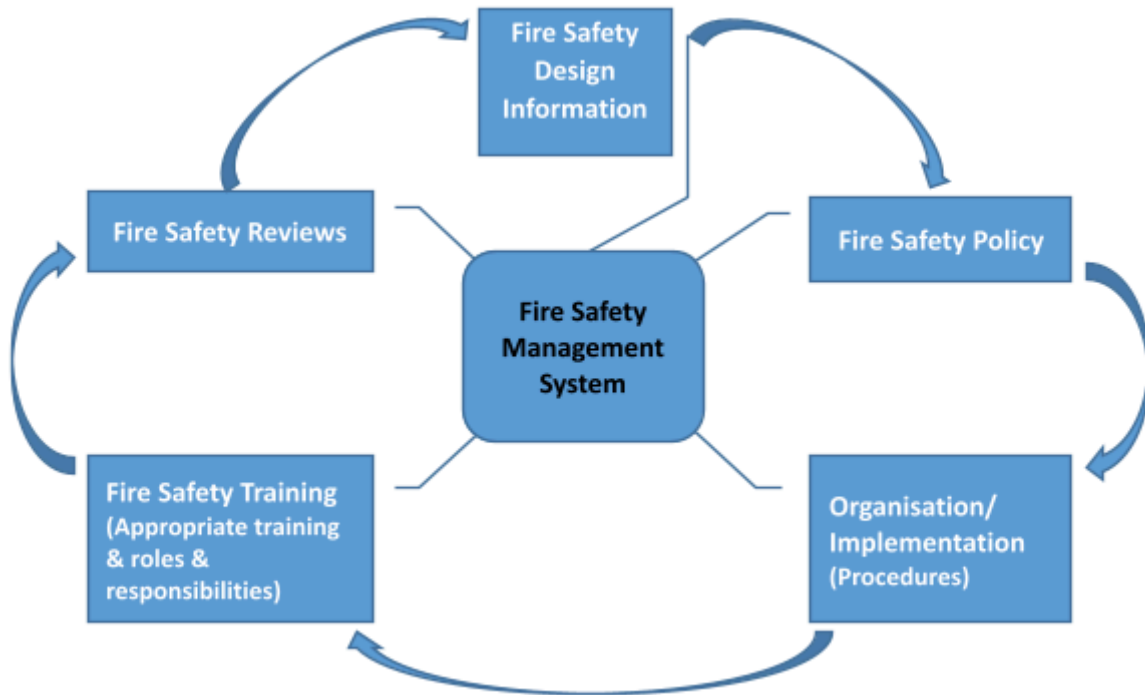 Fire Safety
Design
Information
Fire Safety Reviews
Fire Safety Policy
Fire Safety
Management
System
Fire Safety Training
(Appropriate training
& roles &
responsibilities)
Organisation/
Implementation
(Procedures)